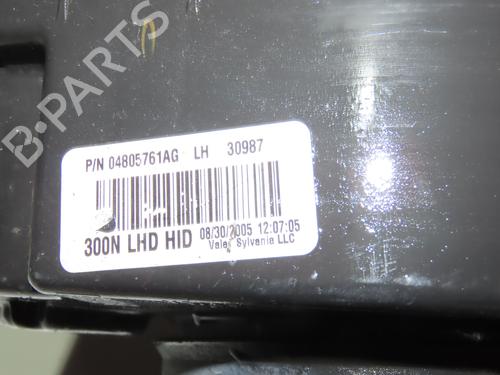 B-PARTS
P/N 04805761AG LH 30987
300N LHD HID 08/30/2005 12:07:05
Valeo Sylvania LLC